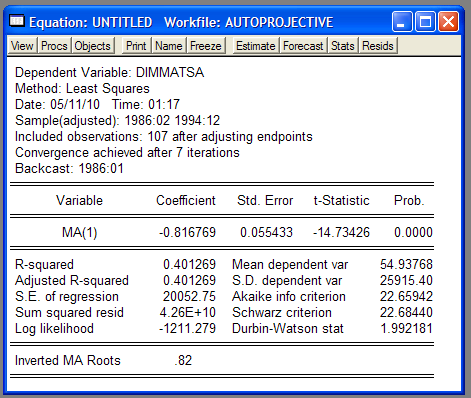 Equation: UNTITLED Workfile: AUTOPROJECTIVE
View Procs Objects Print Name Freeze Estimate Forecast Stats Resids
Dependent Variable: DIMMATSA
Method: Least Squares
Date: 05/11/10 Time: 01:17
Sample(adjusted): 1986:02 1994:12
Included observations: 107 after adjusting endpoints
Convergence achieved after 7 iterations
Backcast: 1986:01
Variable Coefficient Std. Error t-Statistic Prob.
MA(1) -0.816769 0.055433 -14.73426 0.0000
R-squared 0.401269 Mean dependent var 54.93768
Adjusted R-squared 0.401269 S.D. dependent var 25915.40
S.E. of regression 20052.75 Akaike info criterion 22.65942
Sum squared resid 4.26E+10 Schwarz criterion 22.68440
Log likelihood -1211.279 Durbin-Watson stat 1.992181
Inverted MA Roots .82